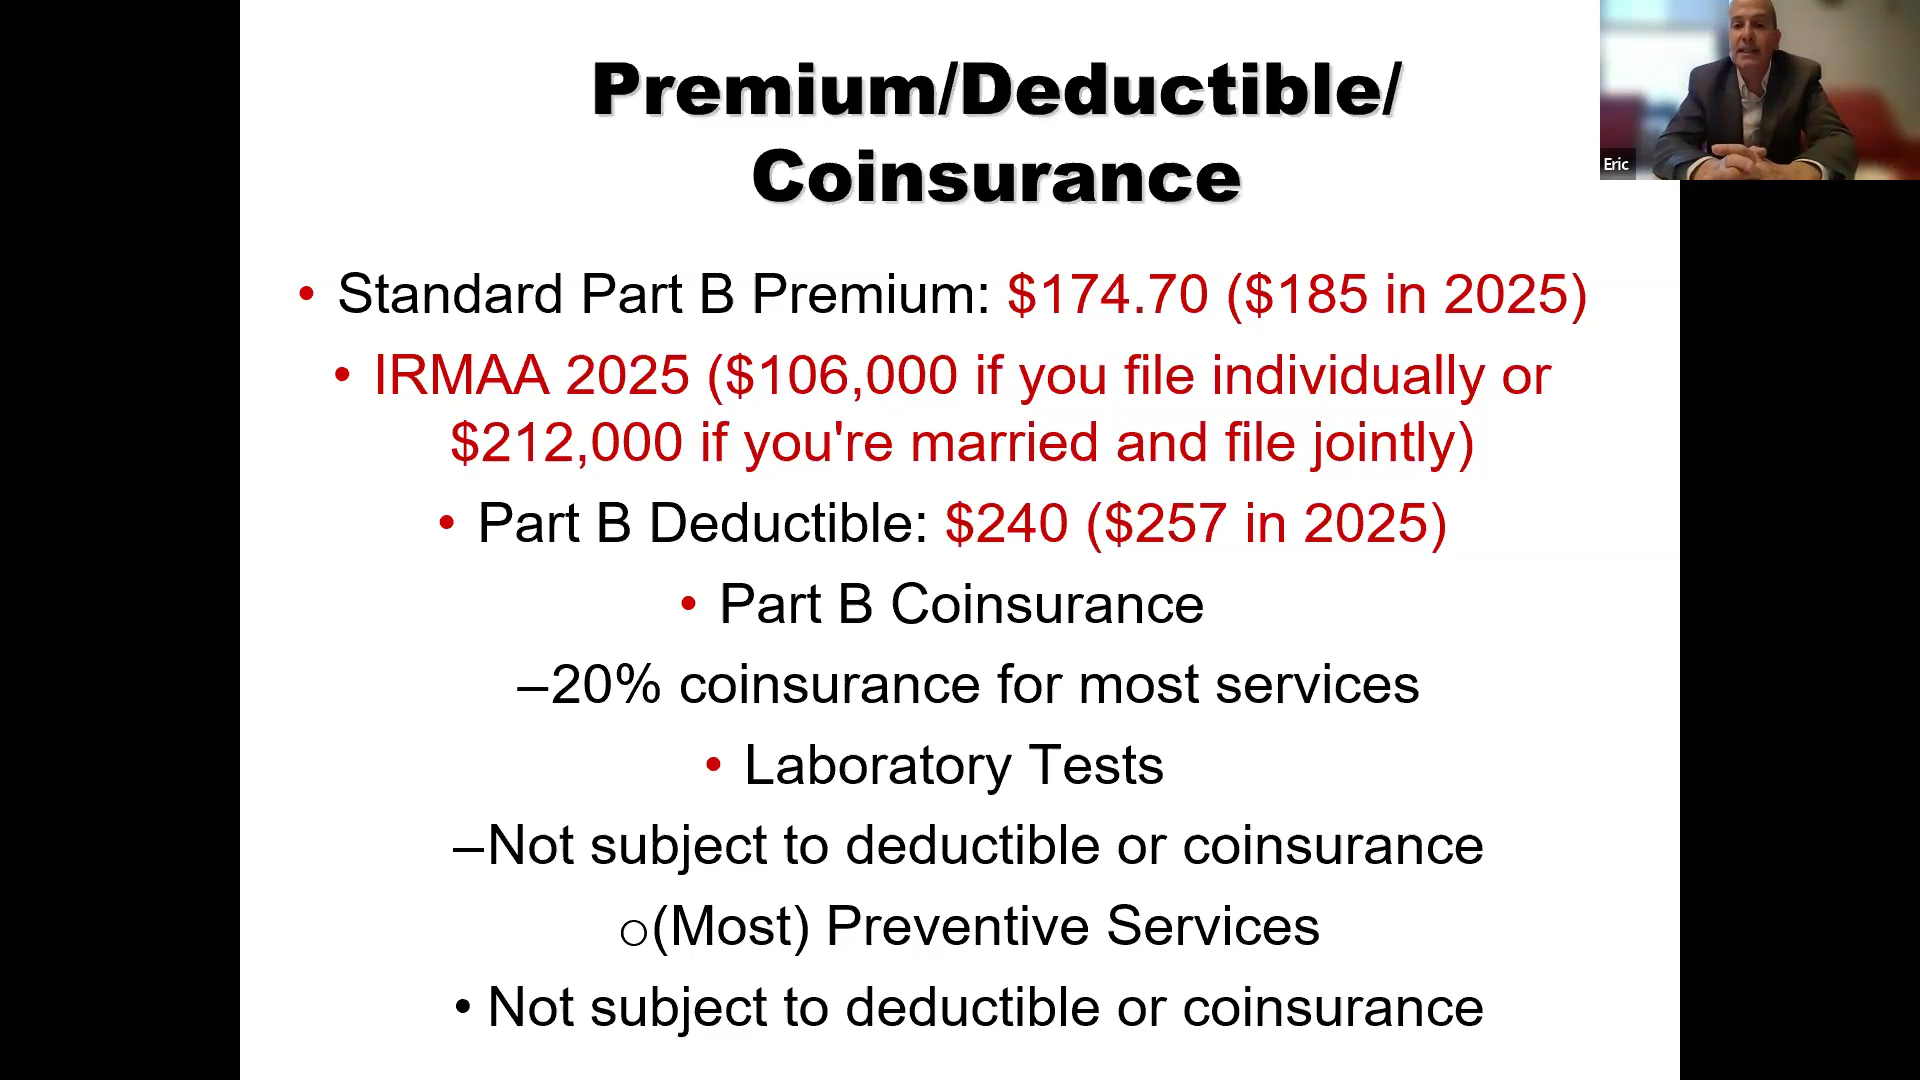 Premium/Deductible/
Coinsurance
Eric
• Standard Part B Premium: $174.70 ($185 in 2025)
• IRMAA 2025 ($106,000 if you file individually or
$212,000 if you're married and file jointly)
• Part B Deductible: $240 ($257 in 2025)
• Part B Coinsurance
–20% coinsurance for most services
• Laboratory Tests
–Not subject to deductible or coinsurance
○(Most) Preventive Services
• Not subject to deductible or coinsurance